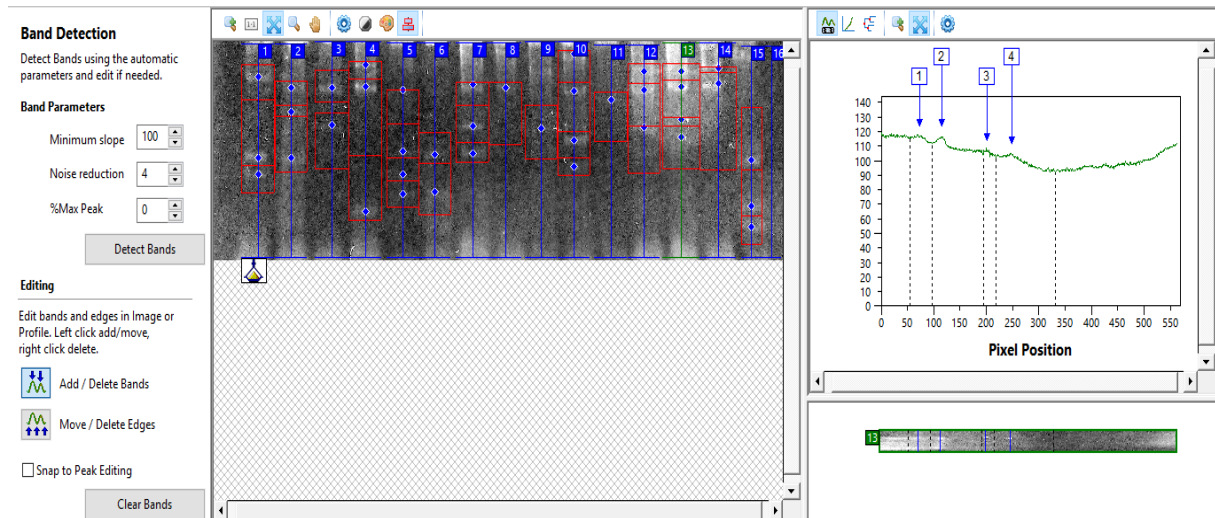 Band Detection
Detect Bands using the automatic
parameters and edit if needed.
Band Parameters
Minimum slope 100
Noise reduction 4
%Max Peak 0
Detect Bands
Editing
Edit bands and edges in Image or
Profile. Left click add/move,
right click delete.
Add / Delete Bands
Move / Delete Edges
Snap to Peak Editing
Clear Bands
1:1
1 2 3 4 5 6 7 8 9 10 11 12 13 14 15 16
1 2 3 4
140
130
120
110
100
90
80
70
60
50
40
30
20
10
0
0 50 100 150 200 250 300 350 400 450 500 550
Pixel Position
13